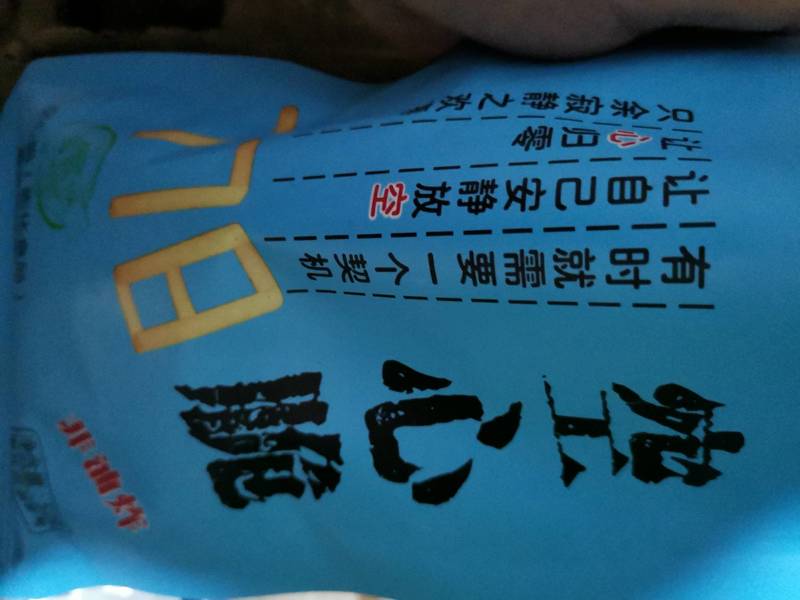 空心脆
有时就需要一个契机
让自己安静放空
让心归零
只余寂静之欢
非油炸